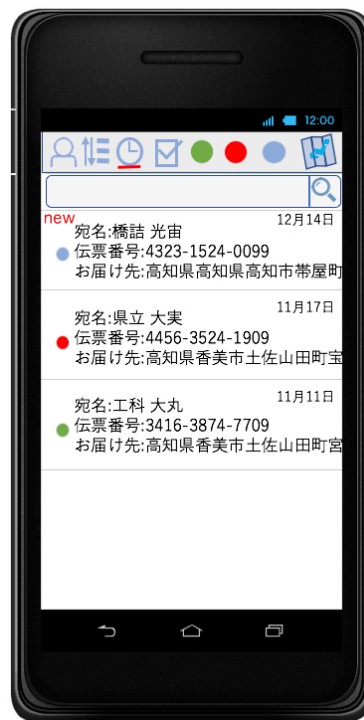 12:00
new
12月14日
宛名:橋詰 光宙
伝票番号:4323-1524-0099
お届け先:高知県高知県高知市帯屋町
11月17日
宛名:県立 大実
伝票番号:4456-3524-1909
お届け先:高知県香美市土佐山田町宝
11月11日
宛名:工科 大丸
伝票番号:3416-3874-7709
お届け先:高知県香美市土佐山田町宮